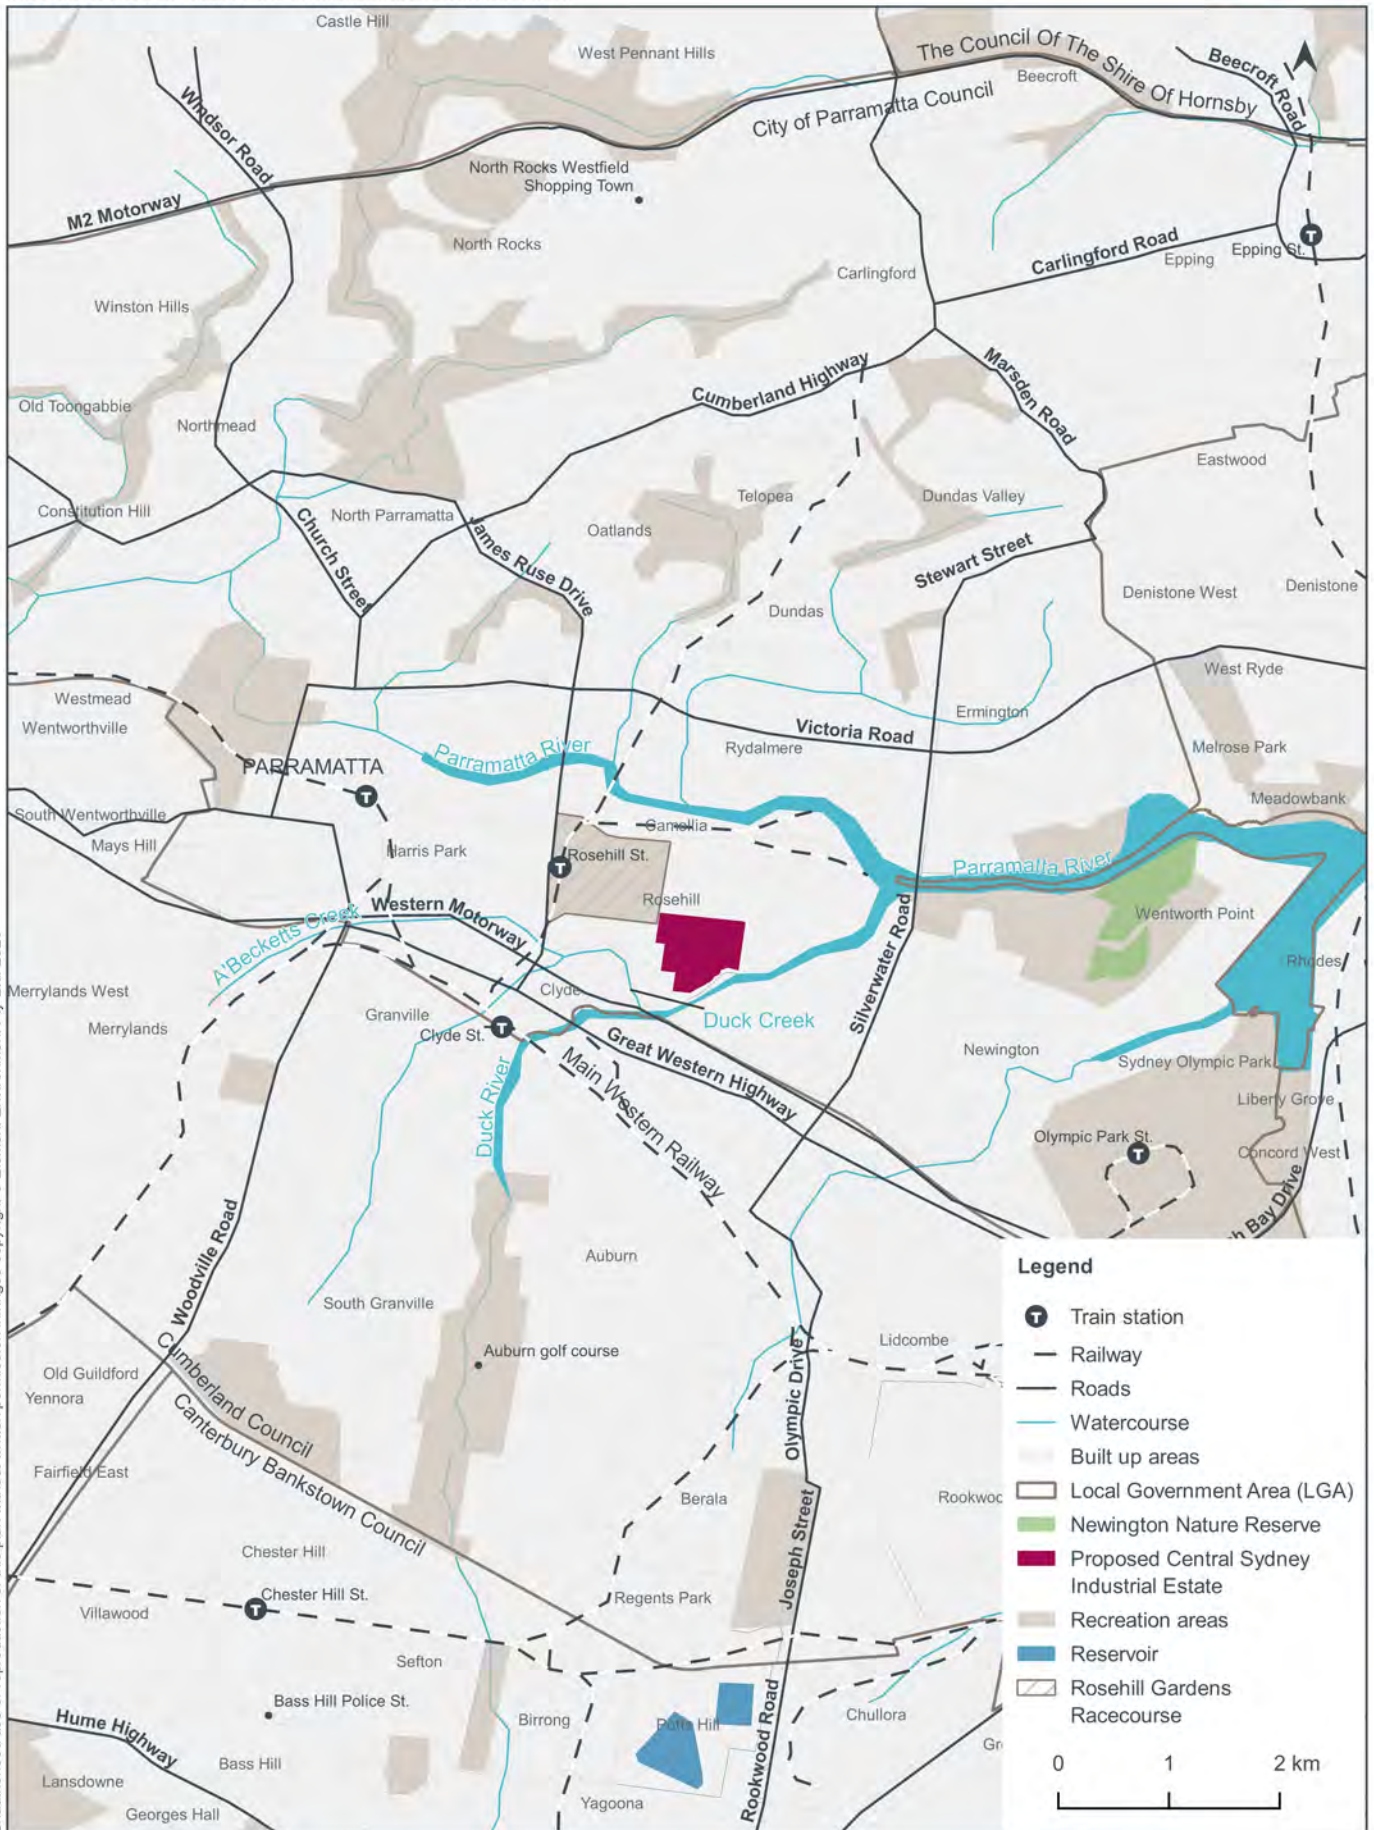 Castle Hill
West Pennant Hills
The Council Of The Shire Of Hornsby
Beecroft
Beecroft Road
City of Parramatta Council
Windsor Road
North Rocks Westfield
Shopping Town
M2 Motorway
North Rocks
Carlingford Road
Epping St.
Epping
Carlingford
Winston Hills
Cumberland Highway
Marsden Road
Old Toongabbie
Northmead
Eastwood
Telopea
Dundas Valley
Constitution Hill
North Parramatta
Church Street
James Ruse Drive
Oatlands
Stewart Street
Denistone West
Denistone
Dundas
West Ryde
Westmead
Wentworthville
Ermington
Victoria Road
Rydalmere
Melrose Park
Parramatta River
PARRAMATTA
Meadowbank
South Wentworthville
Mays Hill
Camellia
Harris Park
Rosehill St.
Parramatta River
Rosehill
Western Motorway
Wentworth Point
A'Becketts Creek
Silverwater Road
Rhodes
Merrylands West
Clyde
Merrylands
Granville
Clyde St.
Duck Creek
Great Western Highway
Newington
Sydney Olympic Park
Main Western Railway
Duck River
Liberty Grove
Olympic Park St.
Concord West
h Bay Drive
Woodville Road
Auburn
South Granville
Auburn golf course
Lidcombe
Olympic Drive
Old Guildford
Yennora
Cumberland Council
Canterbury Bankstown Council
Fairfield East
Berala
Rookwoo
Joseph Street
Chester Hill
Chester Hill St.
Villawood
Regents Park
Sefton
Bass Hill Police St.
Birrong
Potts Hill
Chullora
Gr
Hume Highway
Bass Hill
Rookwood Road
Lansdowne
Georges Hall
Yagoona
Legend
Train station
Railway
Roads
Watercourse
Built up areas
Local Government Area (LGA)
Newington Nature Reserve
Proposed Central Sydney
Industrial Estate
Recreation areas
Reservoir
Rosehill Gardens
Racecourse
0 1 2 km